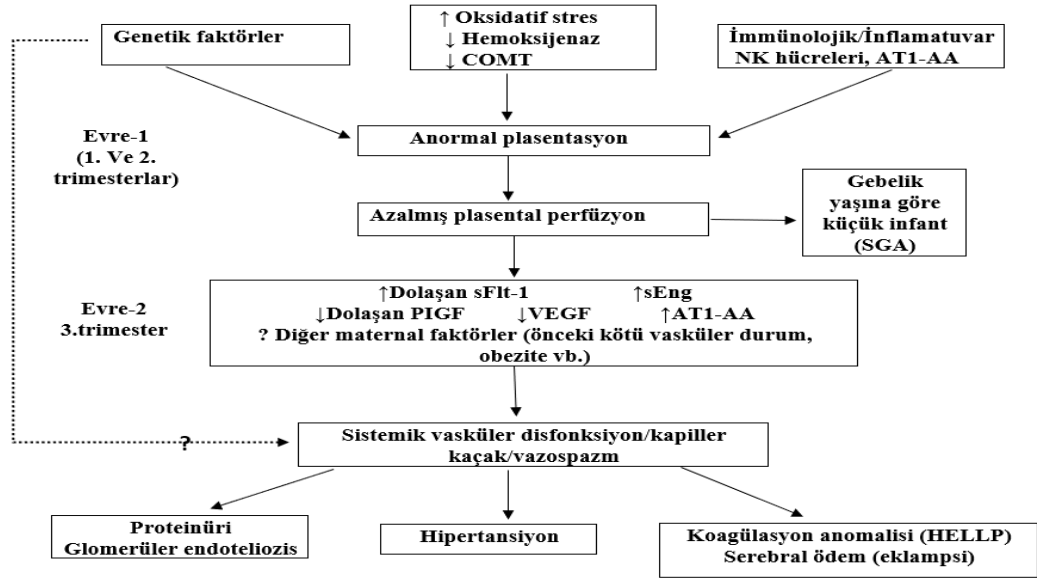 Genetik faktörler
↑ Oksidatif stres
↓ Hemoksijenaz
↓ COMT
İmmünolojik/İnflamatuvar
NK hücreleri, AT1-AA
Evre-1
(1. Ve 2.
trimesterlar)
Anormal plasentasyon
Azalmış plasental perfüzyon
Gebelik
yaşına göre
küçük infant
(SGA)
Evre-2
3.trimester
↑Dolaşan sFlt-1 ↑sEng
↓Dolaşan PIGF ↓VEGF ↑AT1-AA
? Diğer maternal faktörler (önceki kötü vasküler durum,
obezite vb.)
?
Sistemik vasküler disfonksiyon/kapiller
kaçak/vazospazm
Proteinüri
Glomerüler endoteliozis
Hipertansiyon
Koagülasyon anomalisi (HELLP)
Serebral ödem (eklampsi)